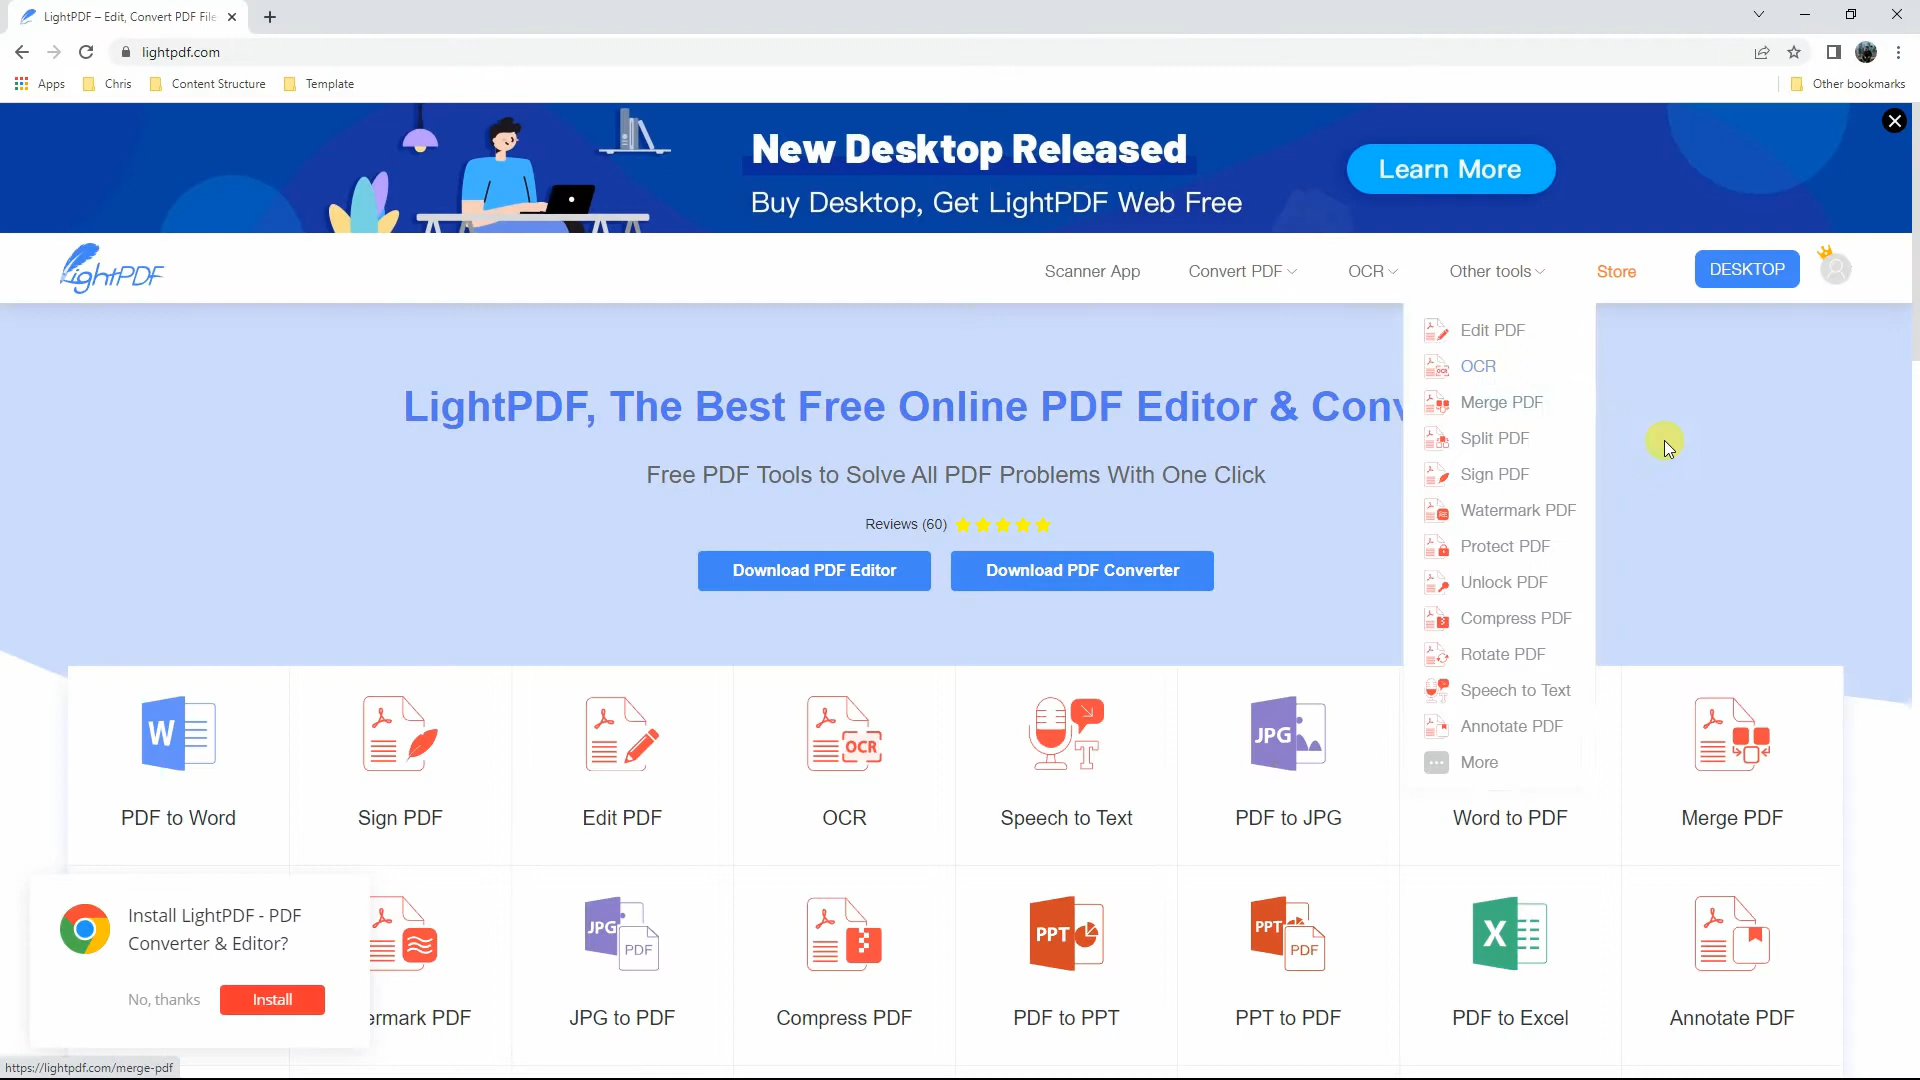 LightPDF – Edit, Convert PDF File
lightpdf.com
Apps
Chris
Content Structure
Template
Other bookmarks
New Desktop Released
Buy Desktop, Get LightPDF Web Free
Learn More
LightPDF
Scanner App
Convert PDF
OCR
Other tools
Store
DESKTOP
Edit PDF
OCR
Merge PDF
Split PDF
Sign PDF
Watermark PDF
Protect PDF
Unlock PDF
Compress PDF
Rotate PDF
Speech to Text
Annotate PDF
More
LightPDF, The Best Free Online PDF Editor & Conv
Free PDF Tools to Solve All PDF Problems With One Click
Reviews (60)
Download PDF Editor
Download PDF Converter
W
OCR
T
JPG
PDF to Word
Sign PDF
Edit PDF
OCR
Speech to Text
PDF to JPG
Word to PDF
Merge PDF
JPG
PDF
PPT
PPT
PDF
X
ermark PDF
JPG to PDF
Compress PDF
PDF to PPT
PPT to PDF
PDF to Excel
Annotate PDF
Install LightPDF - PDF
Converter & Editor?
No, thanks
Install
https://lightpdf.com/merge-pdf